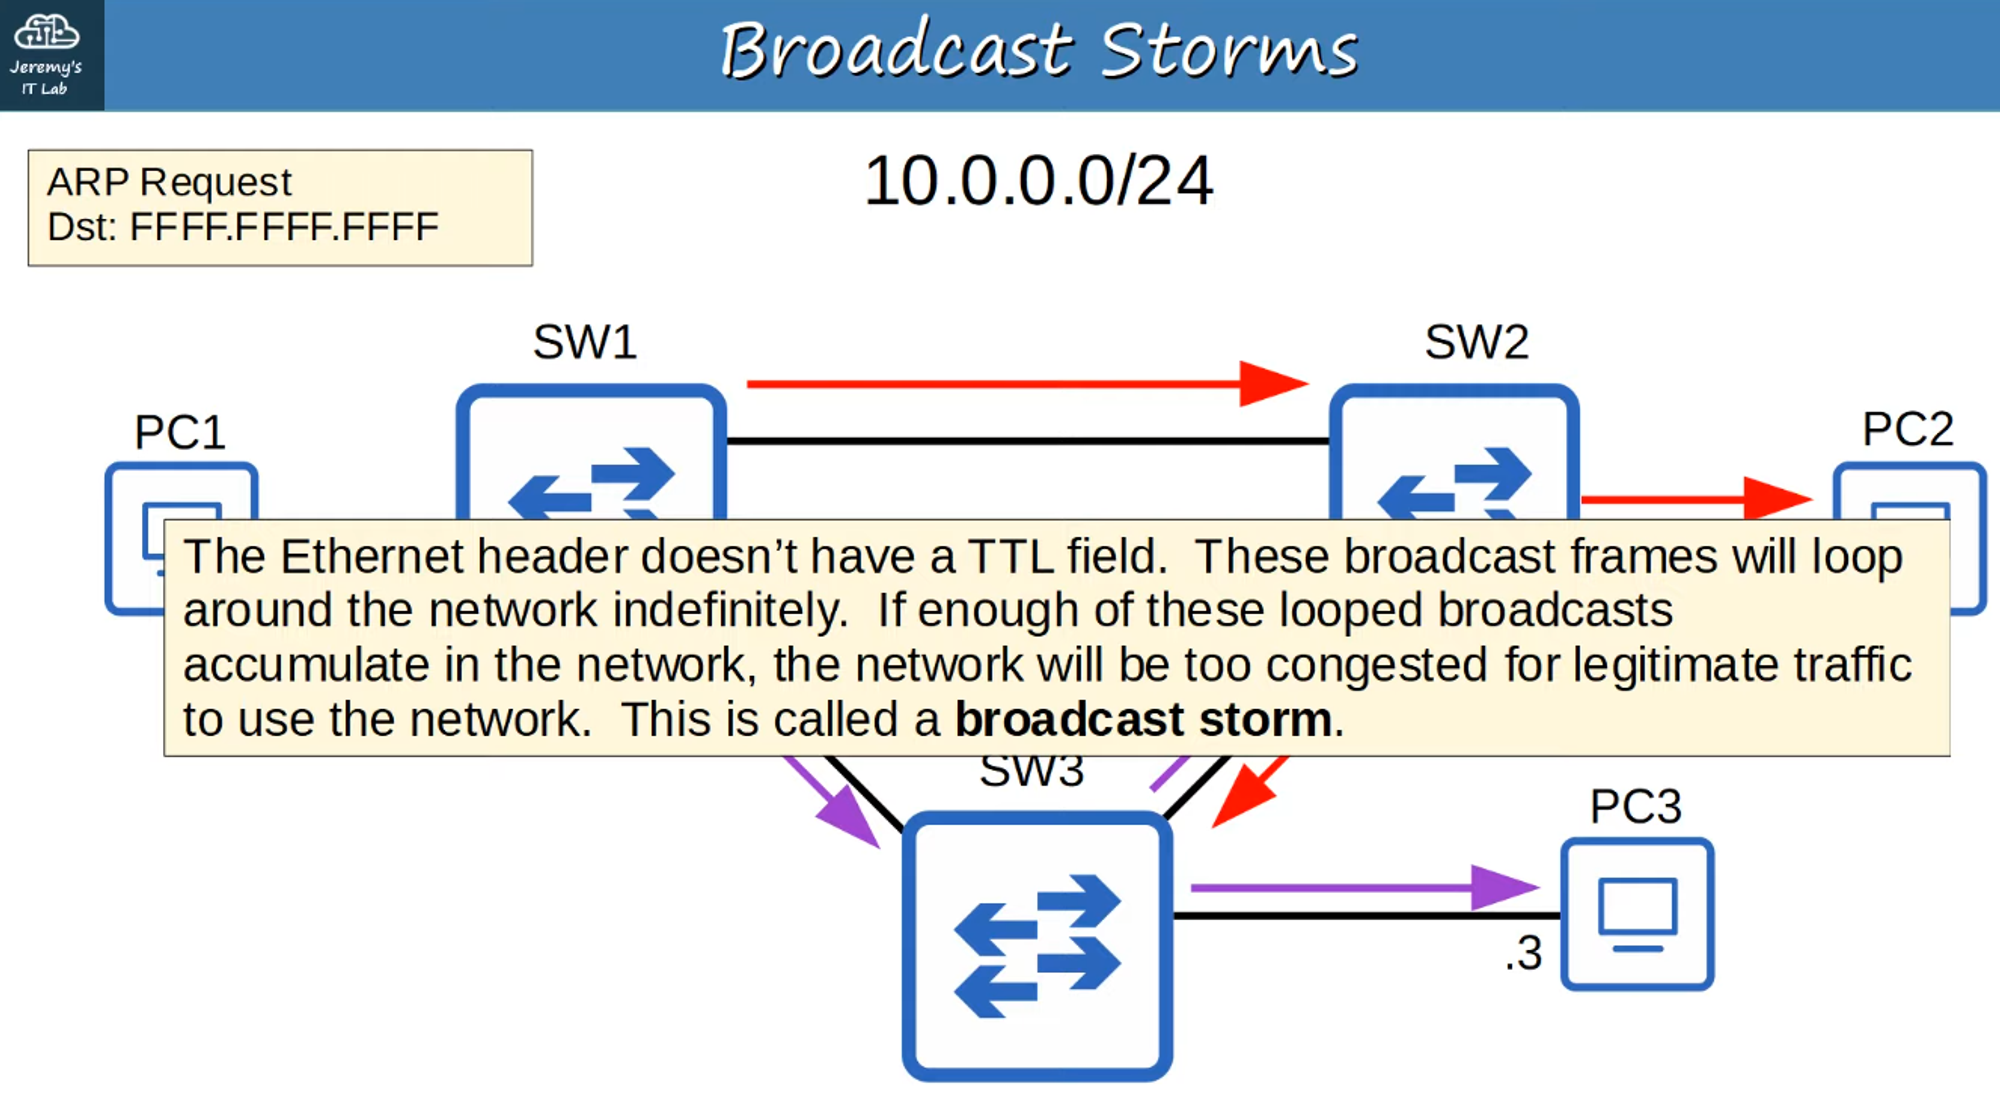 Jeremy's
IT Lab
Broadcast Storms
ARP Request
Dst: FFFF.FFFF.FFFF
10.0.0.0/24
SW1
SW2
PC1
PC2
The Ethernet header doesn’t have a TTL field.  These broadcast frames will loop
around the network indefinitely.  If enough of these looped broadcasts
accumulate in the network, the network will be too congested for legitimate traffic
to use the network.  This is called a broadcast storm.
SW3
PC3
.3